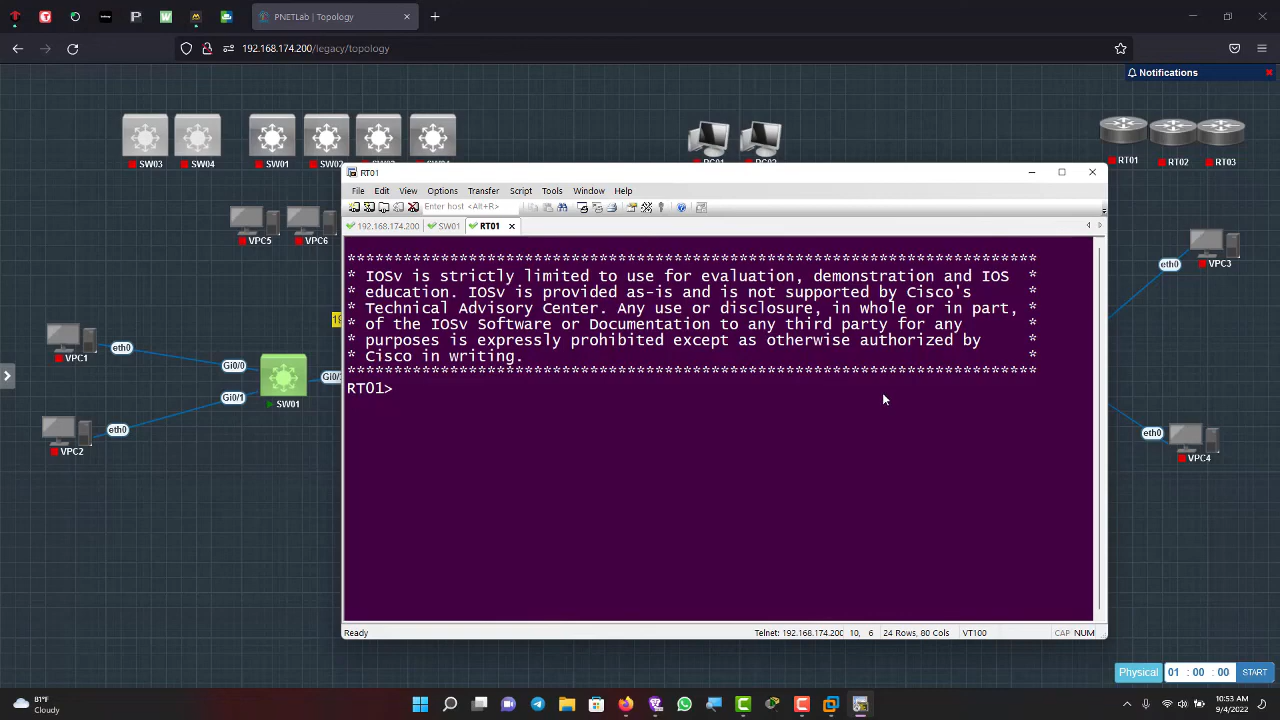 PNETLab | Topology
192.168.174.200/legacy/topology
Notifications
SW03
SW04
SW01
SW02
RT01
RT02
RT03
RT01
File Edit View Options Transfer Script Tools Window Help
Enter host <Alt+R>
192.168.174.200
SW01
RT01
VPC5
VPC6
**************************************************************************
* IOSv is strictly limited to use for evaluation, demonstration and IOS  *
* education. IOSv is provided as-is and is not supported by Cisco's      *
* Technical Advisory Center. Any use or disclosure, in whole or in part, *
* of the IOSv Software or Documentation to any third party for any       *
* purposes is expressly prohibited except as otherwise authorized by     *
* Cisco in writing.                                                      *
**************************************************************************
RT01>
VPC3
eth0
VPC1
eth0
Gi0/0
SW01
Gi0/1
eth0
VPC2
eth0
VPC4
Ready
Telnet: 192.168.174.200 10, 6 24 Rows, 80 Cols VT100 CAP NUM
Physical 01 : 00 : 00 START
81°F
Cloudy
10:53 AM
9/4/2022